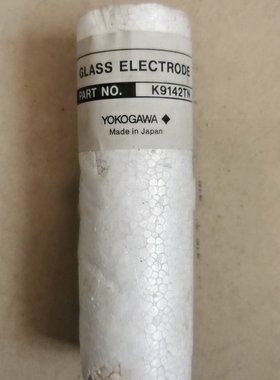 GLASS ELECTRODE
PART NO. K9142TN
YOKOGAWA ◆
Made in Japan